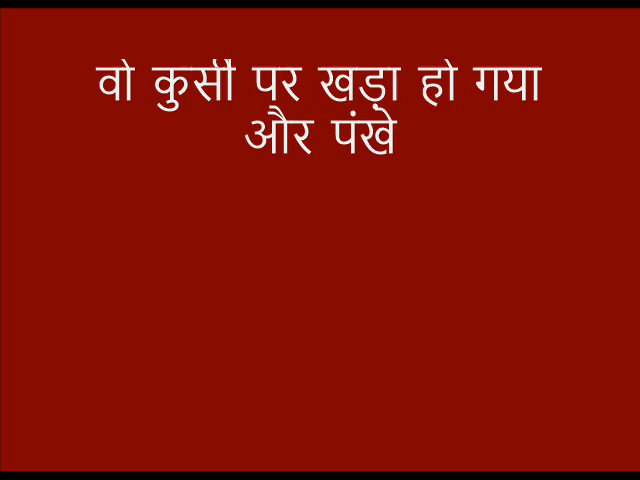 वो कुर्सी पर खड़ा हो गया
और पंखे